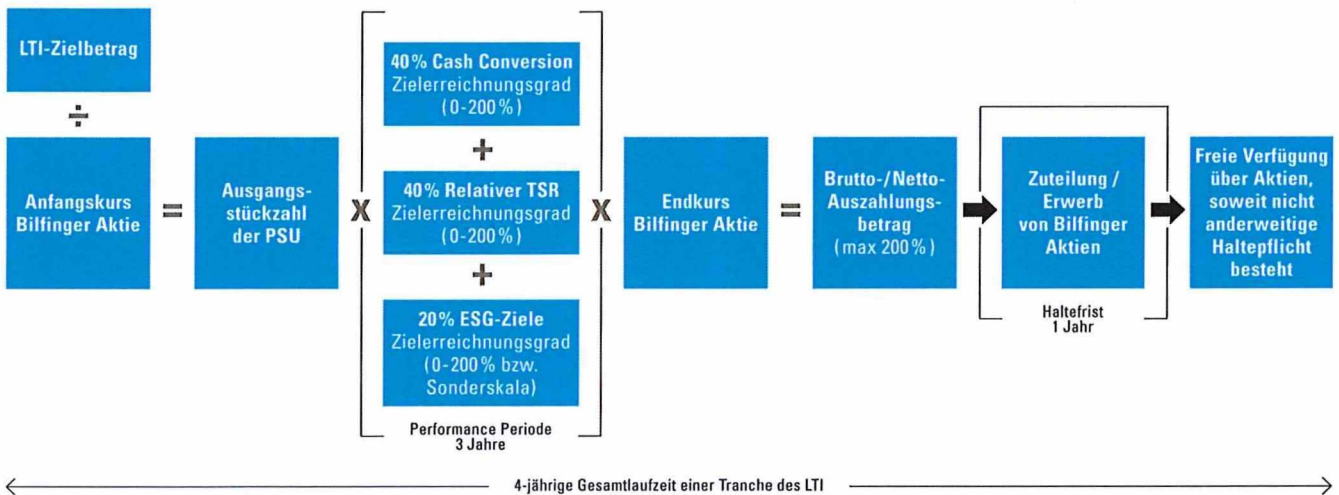 LTI-Zielbetrag
÷
Anfangskurs
Bilfinger Aktie
=
Ausgangs-
stückzahl
der PSU
X
40% Cash Conversion
Zielerreichnungsgrad
(0-200%)
+
40% Relativer TSR
Zielerreichnungsgrad
(0-200%)
+
20% ESG-Ziele
Zielerreichnungsgrad
(0-200% bzw.
Sonderskala)
Performance Periode
3 Jahre
X
Endkurs
Bilfinger Aktie
=
Brutto-/Netto-
Auszahlungs-
betrag
(max 200%)
Zuteilung /
Erwerb
von Bilfinger
Aktien
Haltefrist
1 Jahr
Freie Verfügung
über Aktien,
soweit nicht
anderweitige
Haltepflicht
besteht
4-jährige Gesamtlaufzeit einer Tranche des LTI